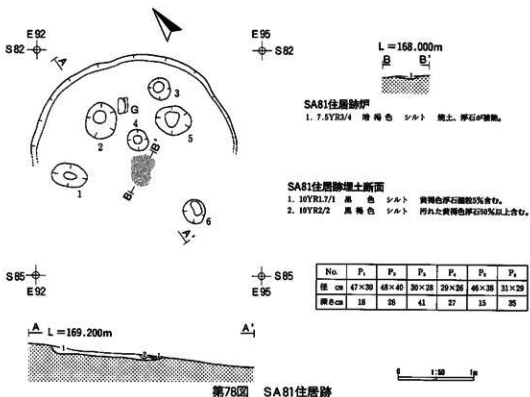 E92
E95
S82
S82
A
L=168.000m
B B'
1
SA81住居跡炉
1. 7.5YR3/4 暗褐色 シルト 焼土、浮石が混入。
3
G
2
4
5
B'
B
1
6
A'
SA81住居跡埋土断面
1. 10YR1.7/1 黒色 シルト 黄褐色浮石細粒5%含む。
2. 10YR2/2 黒褐色 シルト 汚れた黄褐色浮石50%以上含む。
S85
S85
E92
E95
No. P₁ P₂ P₃ P₄ P₅ P₆
径 cm 47×30 48×40 30×28 29×26 46×38 31×29
深さcm 18 28 41 27 15 35
A L=169.200m A'
1
2
0 1:50 1m
第78図 SA81住居跡